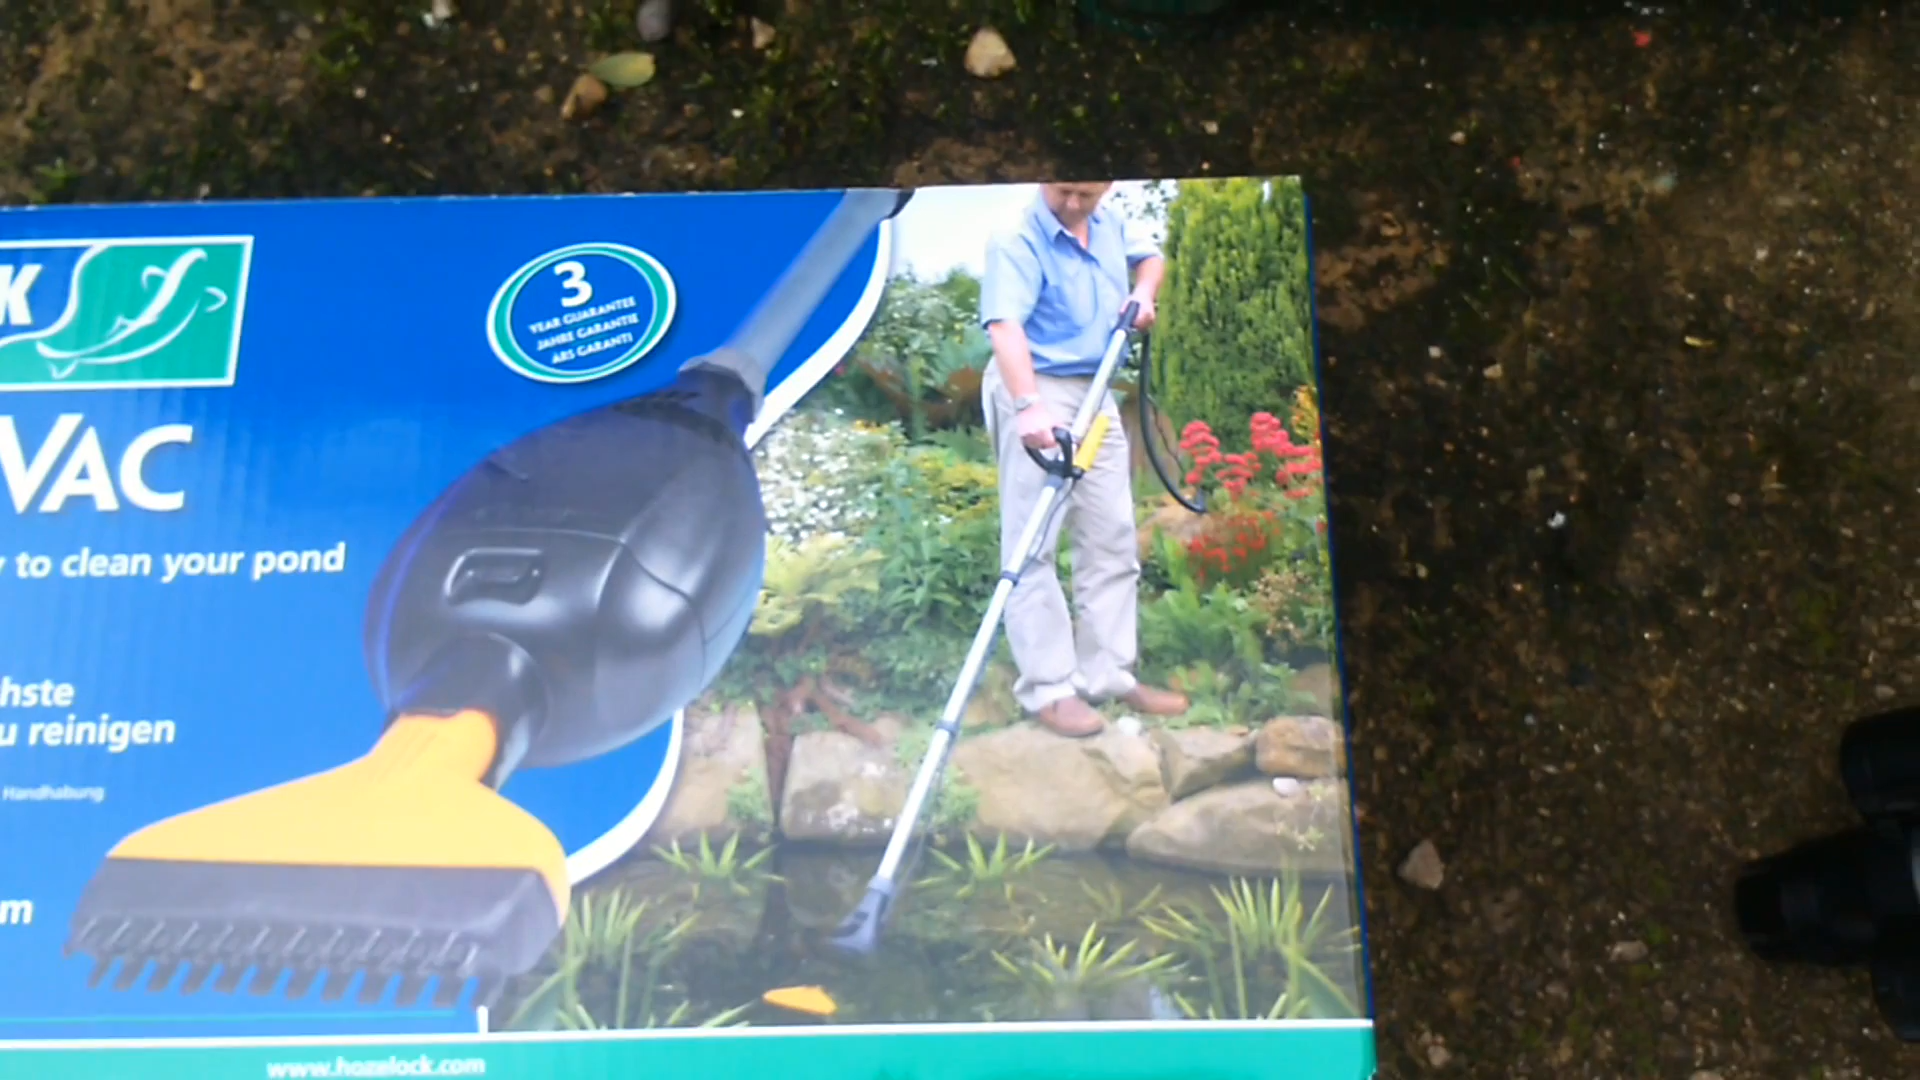 K
3
YEAR GUARANTEE
JAHRE GARANTIE
ÅRS GARANTI
VAC
to clean your pond
hste
u reinigen
Handhabung
m
www.hozelock.com